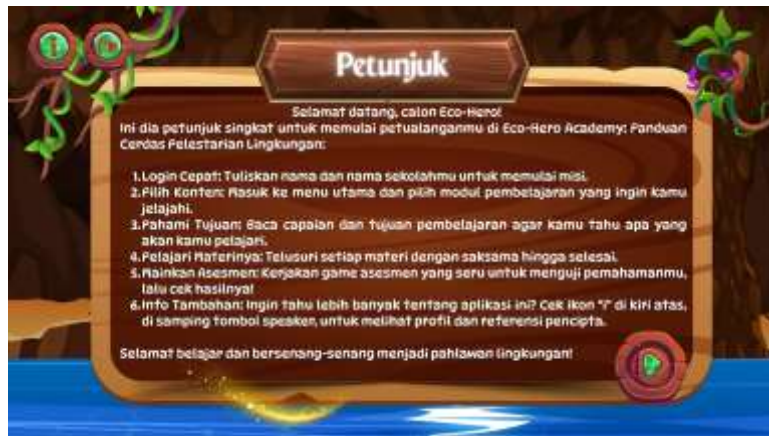 Petunjuk
Selamat datang, calon Eco-Hero!
Ini dia petunjuk singkat untuk memulai petualanganmu di Eco-Hero Academy: Panduan
Cerdas Pelestarian Lingkungan:
1.Login Cepat: Tuliskan nama dan nama sekolahmu untuk memulai misi.
2.Pilih Konten: Masuk ke menu utama dan pilih modul pembelajaran yang ingin kamu
jelajahi.
3.Pahami Tujuan: Baca capaian dan tujuan pembelajaran agar kamu tahu apa yang
akan kamu pelajari.
4.Pelajari Materinya: Telusuri setiap materi dengan saksama hingga selesai.
5.Mainkan Asesmen: Kerjakan game asesmen yang seru untuk menguji pemahamanmu,
lalu cek hasilnya!
6.Info Tambahan: Ingin tahu lebih banyak tentang aplikasi ini? Cek ikon "i" di kiri atas,
di samping tombol speaker, untuk melihat profil dan referensi pencipta.
Selamat belajar dan bersenang-senang menjadi pahlawan lingkungan!